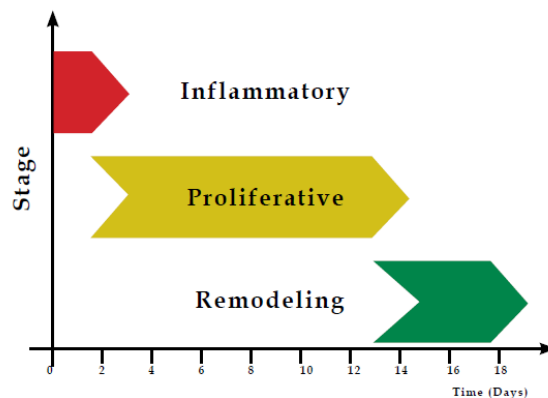 Inflammatory
Stage
Proliferative
Remodeling
0 2 4 6 8 10 12 14 16 18
Time (Days)